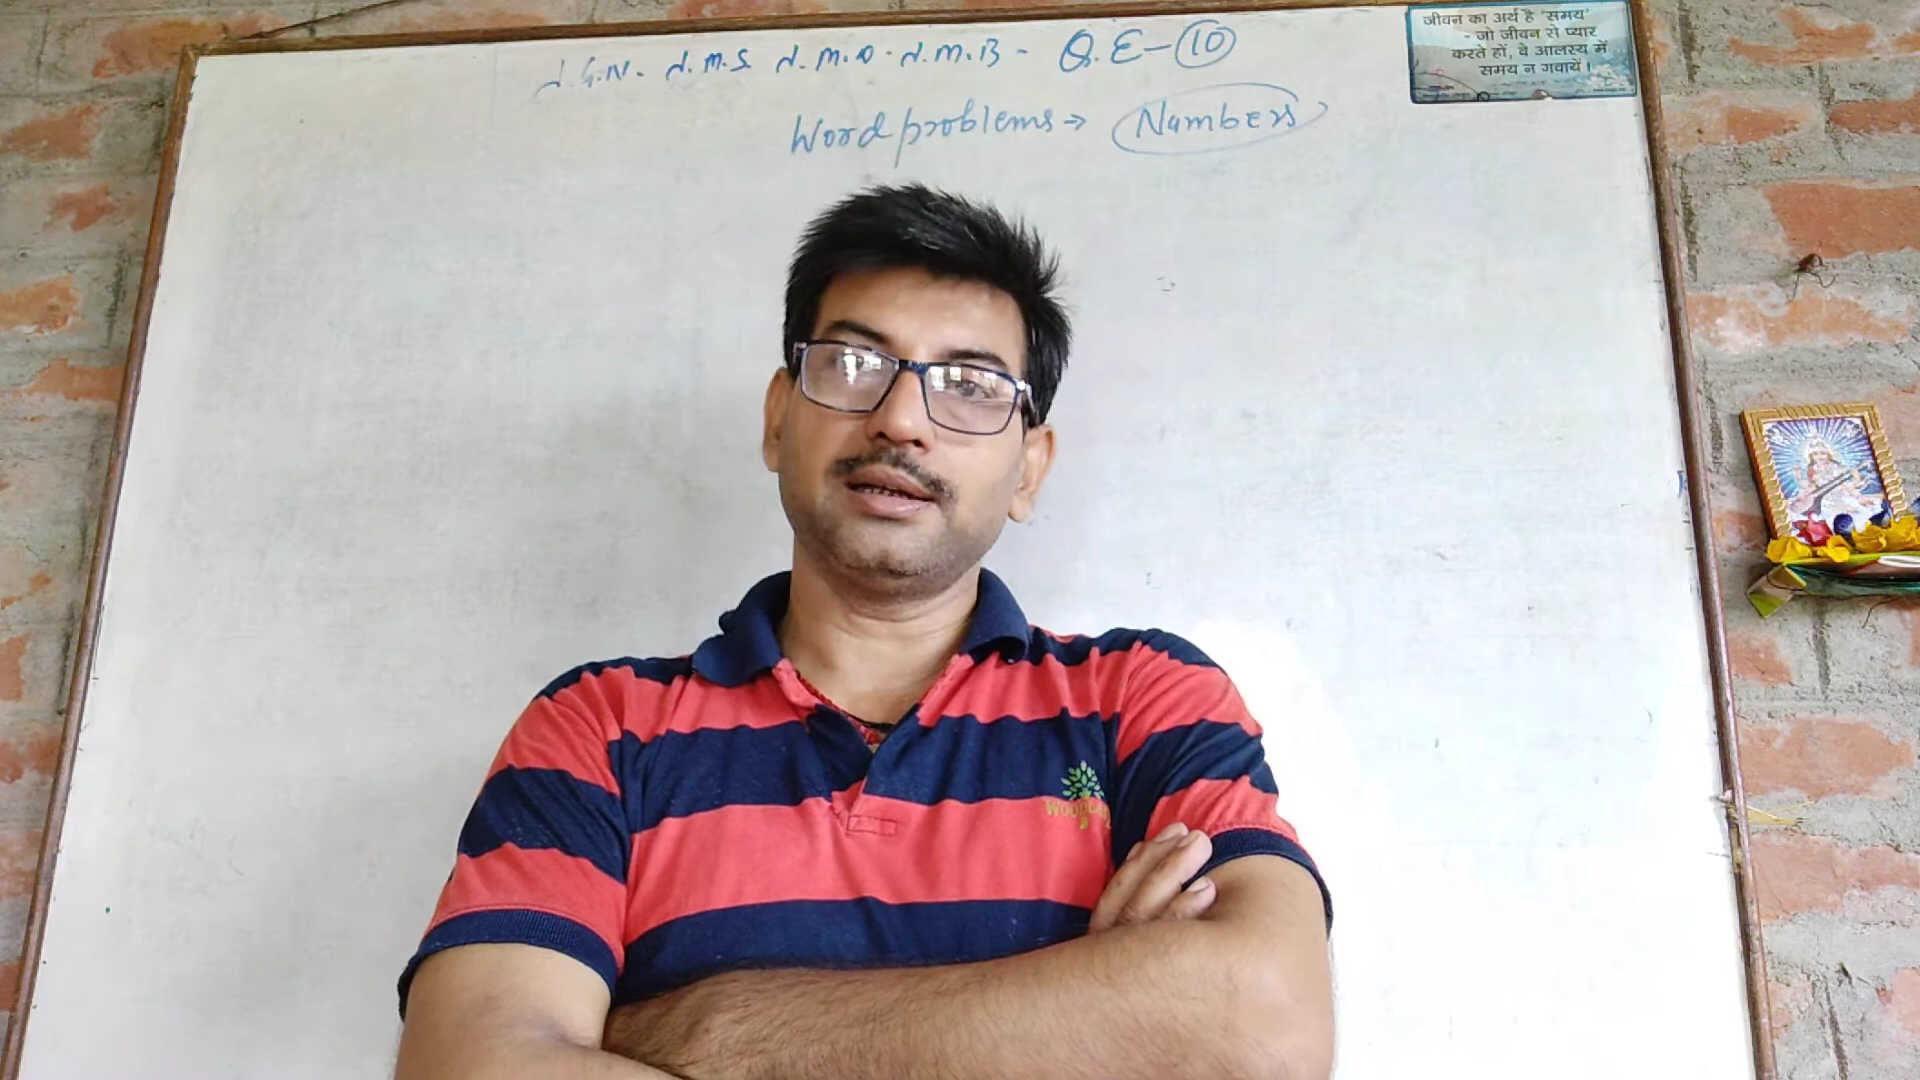 J.G.N. J.M.S. J.M.D. J.M.B - Q.E-10
Word problems → Numbers
जीवन का अर्थ है 'समय'
- जो जीवन से प्यार
करते हों, वे आलस्य में
समय न गवायें।